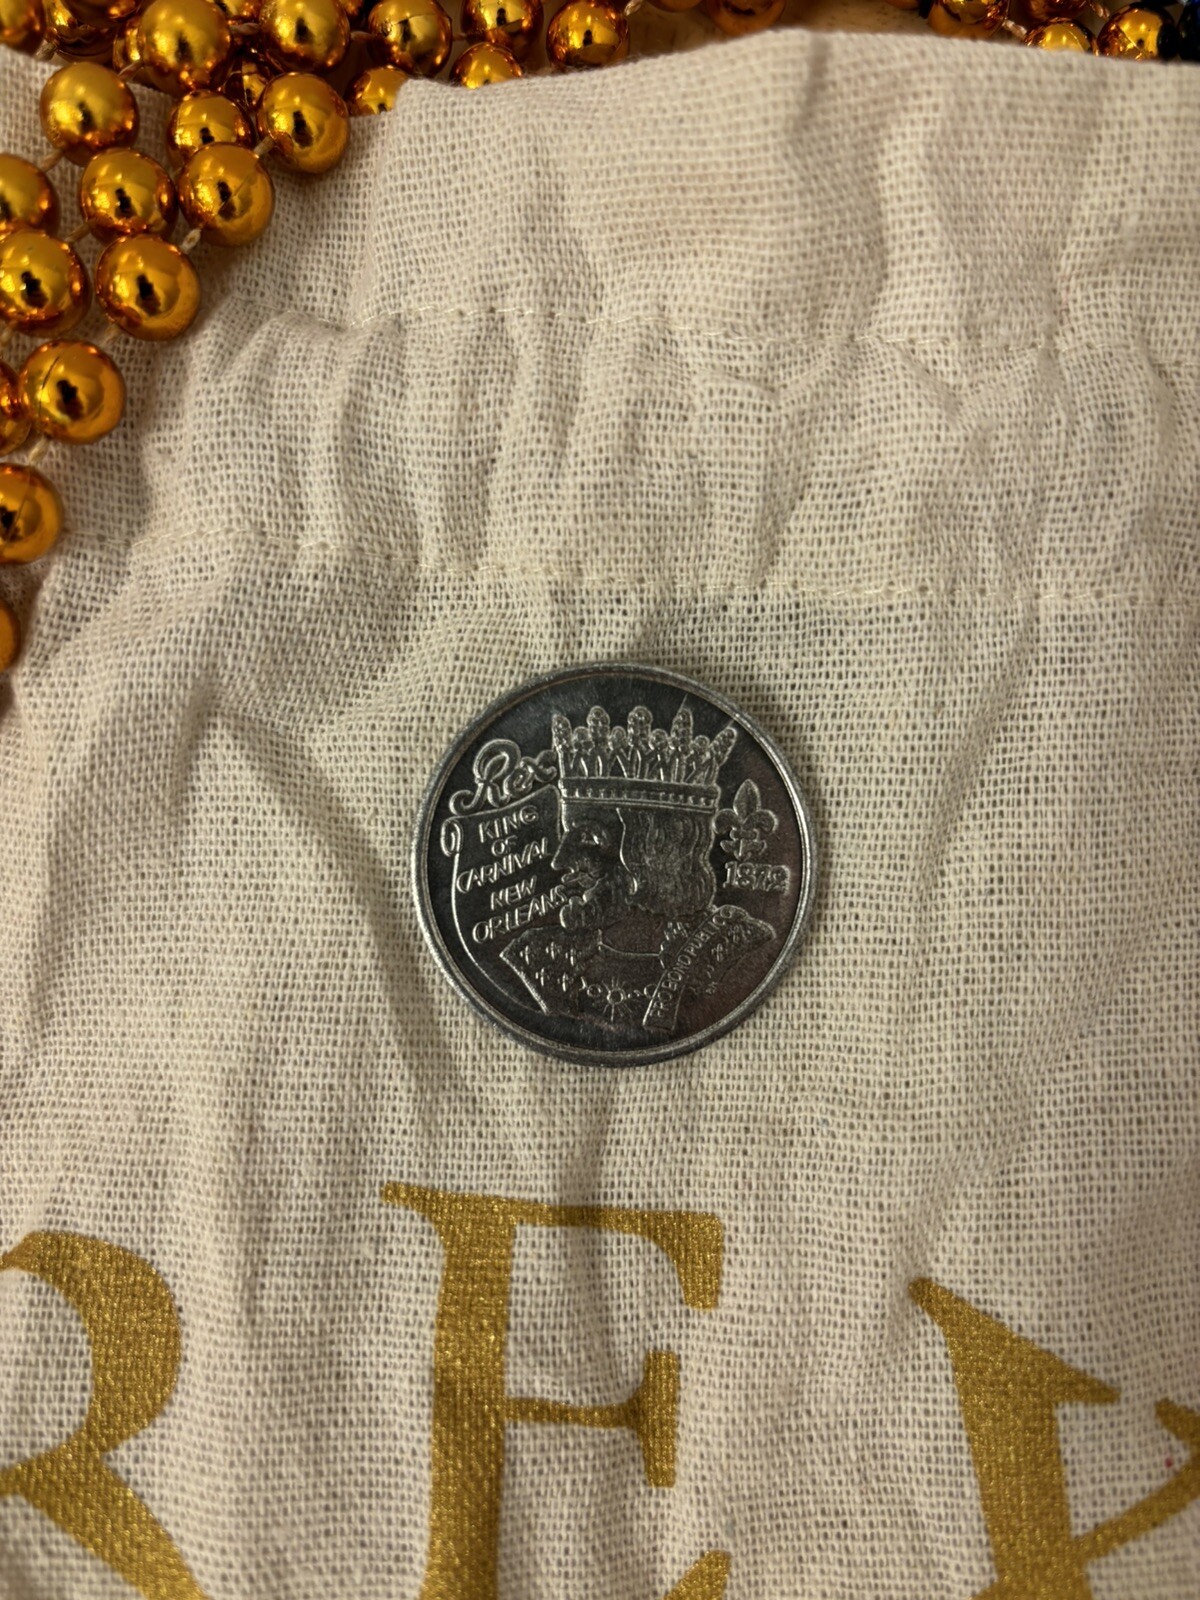 Rex
KING
OF
CARNIVAL
NEW
ORLEANS
1872
PRO BONO PUBLICO
REX